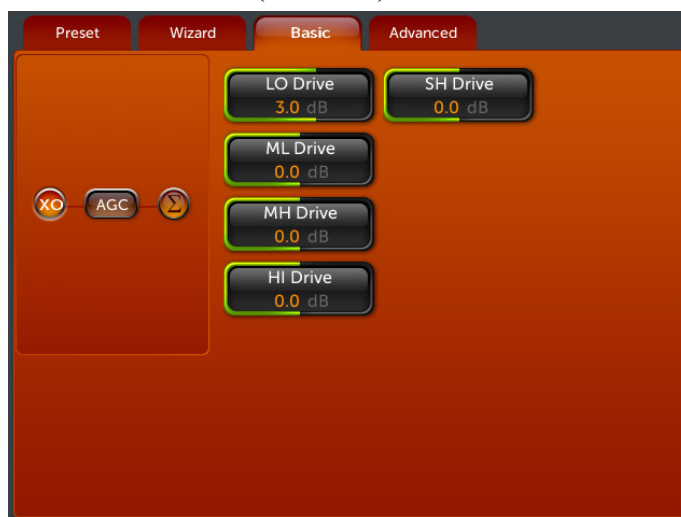 Preset Wizard Basic Advanced
LO Drive SH Drive
3.0 dB 0.0 dB
ML Drive
0.0 dB
XO AGC Σ
MH Drive
0.0 dB
HI Drive
0.0 dB